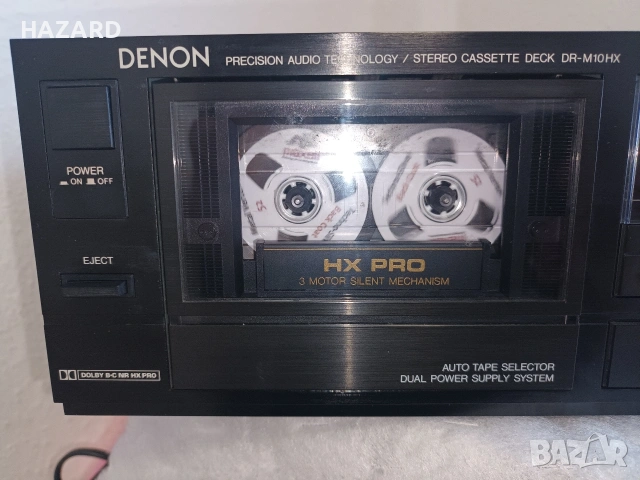 HAZARD
DENON PRECISION AUDIO TECHNOLOGY / STEREO CASSETTE DECK DR-M10HX
POWER
ON OFF
EJECT
HX PRO
3 MOTOR SILENT MECHANISM
DOLBY B-C NR HX PRO
AUTO TAPE SELECTOR
DUAL POWER SUPPLY SYSTEM
BAZAR
bg